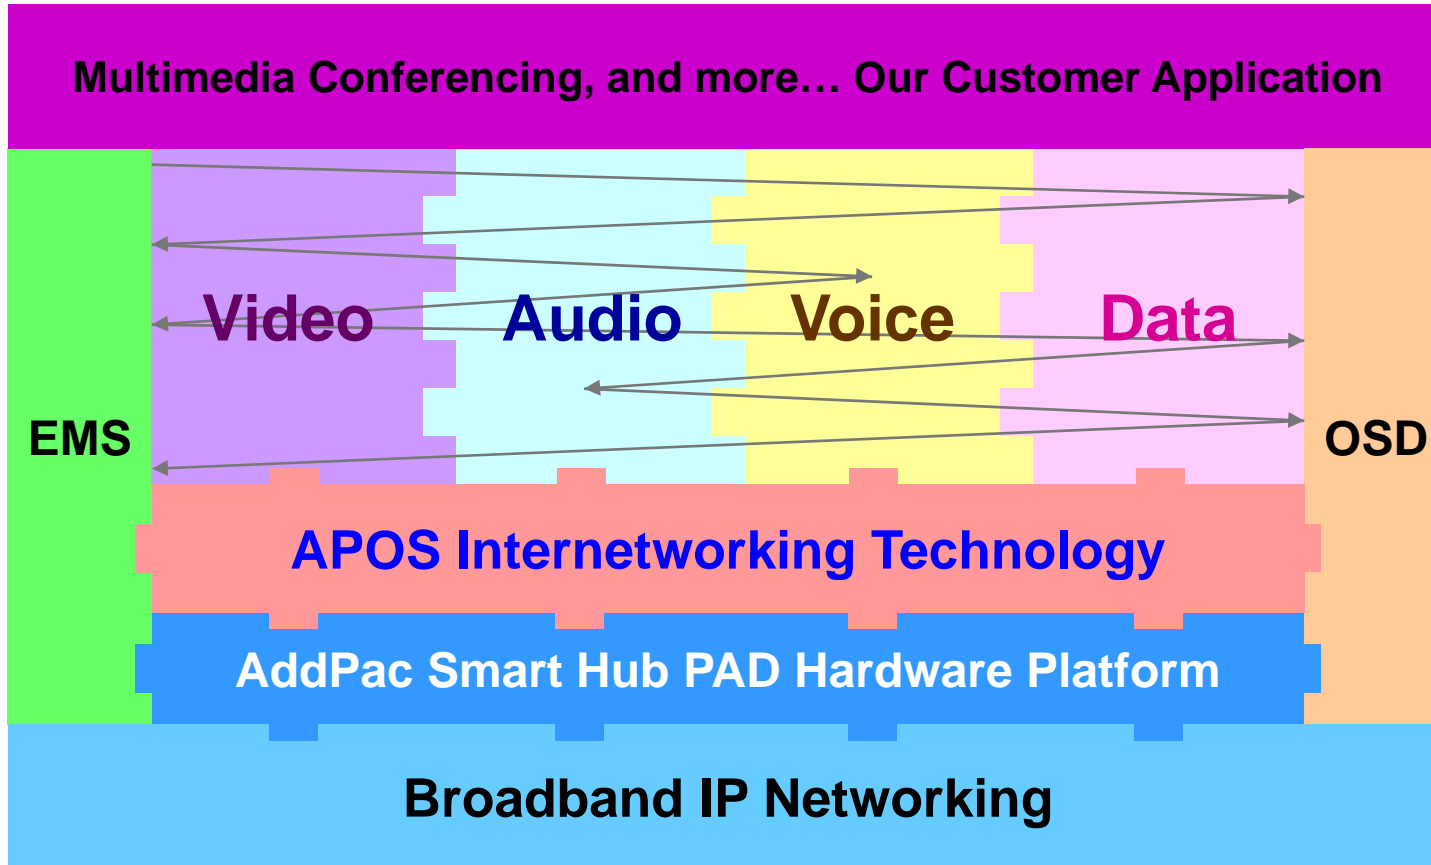 Multimedia Conferencing, and more… Our Customer Application
Video
Audio
Voice
Data
EMS
OSD
APOS Internetworking Technology
AddPac Smart Hub PAD Hardware Platform
Broadband IP Networking